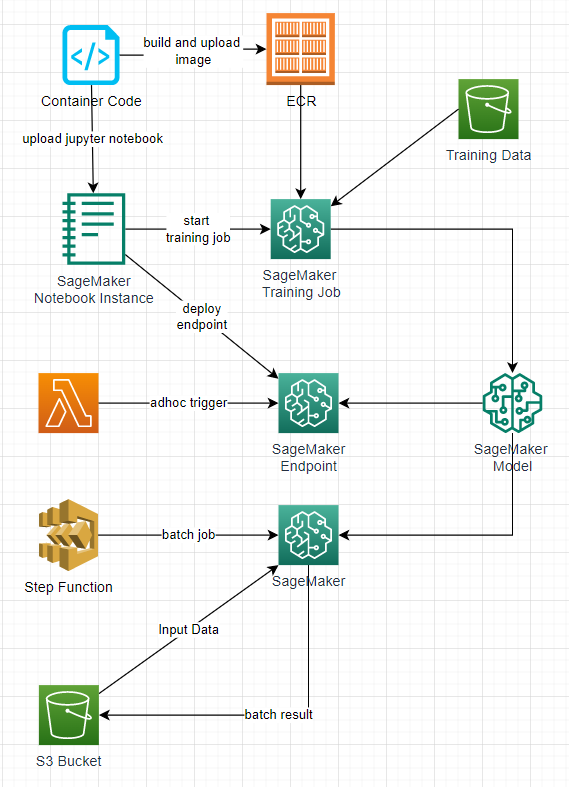 build and upload
image
Container Code
ECR
upload jupyter notebook
Training Data
start
training job
SageMaker
Notebook Instance
SageMaker
Training Job
deploy
endpoint
adhoc trigger
SageMaker
Endpoint
SageMaker
Model
batch job
Step Function
SageMaker
Input Data
batch result
S3 Bucket